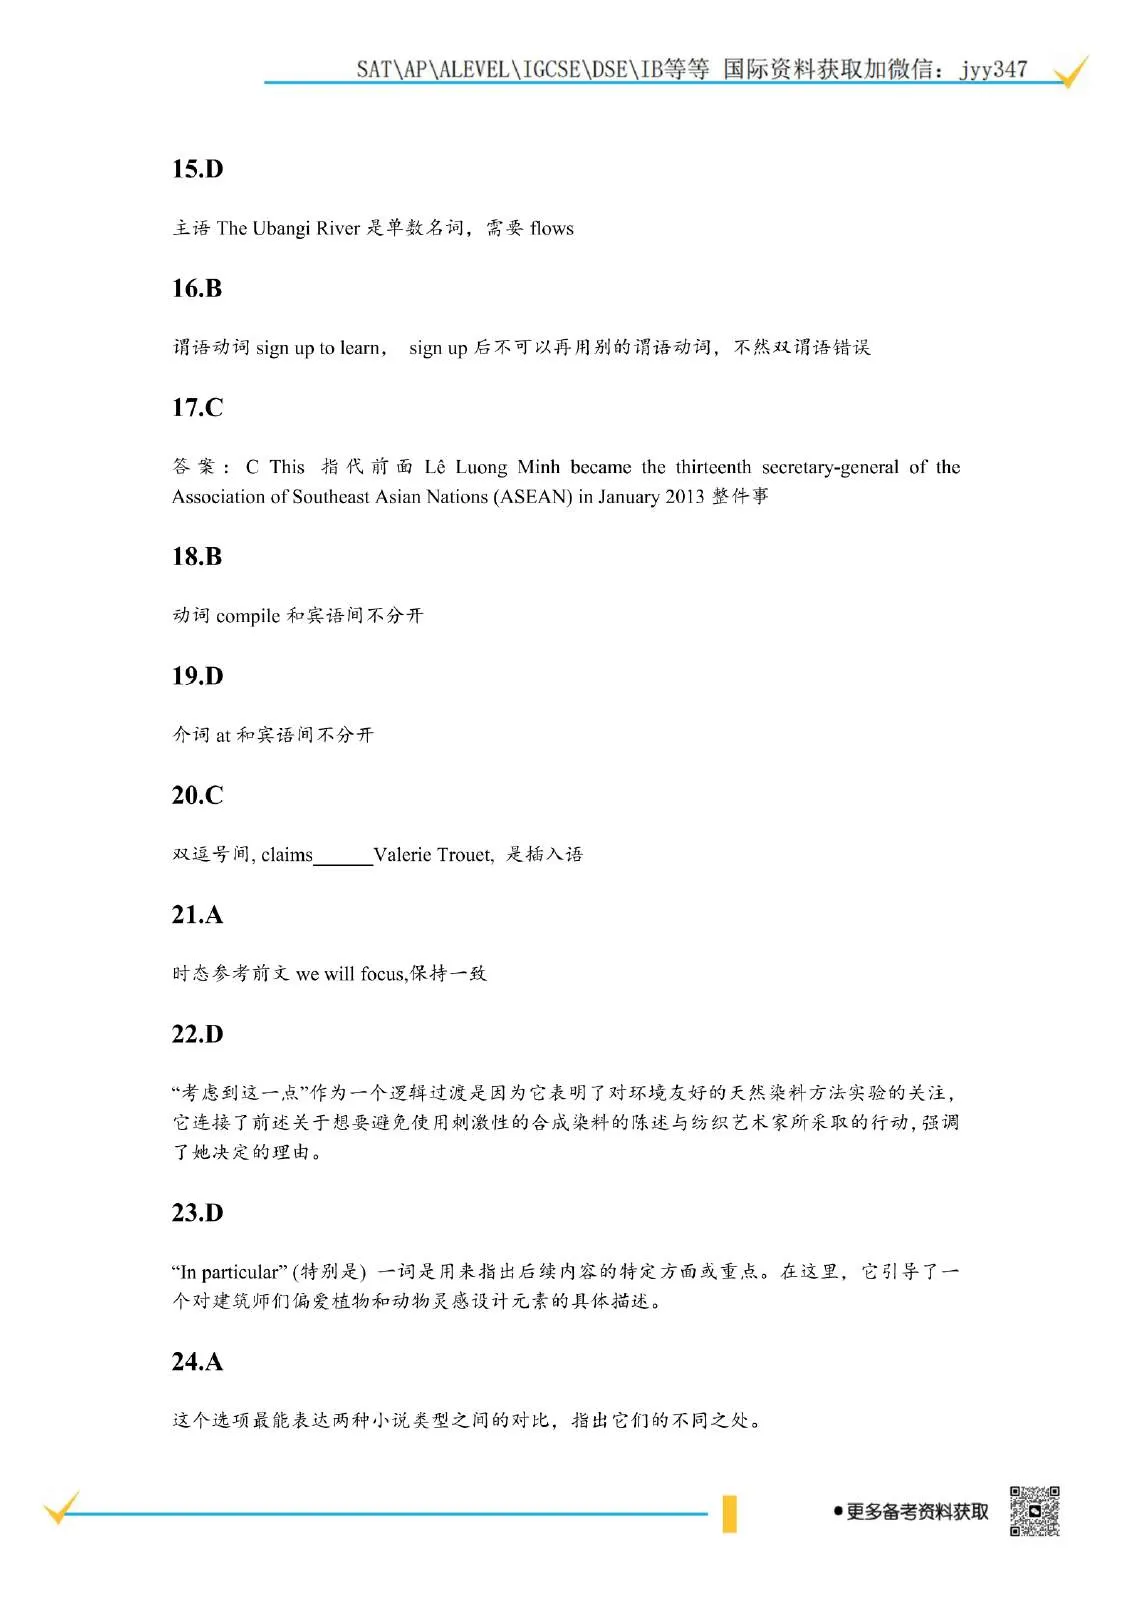 SAT\AP\ALEVEL\IGCSE\DSE\IB等等 国际资料获取加微信：jyy347
15.D
主语 The Ubangi River 是单数名词，需要 flows
16.B
谓语动词 sign up to learn， sign up 后不可以再用别的谓语动词，不然双谓语错误
17.C
答案：C This 指代前面 Lê Luong Minh became the thirteenth secretary-general of the
Association of Southeast Asian Nations (ASEAN) in January 2013 整件事
18.B
动词 compile 和宾语间不分开
19.D
介词 at 和宾语间不分开
20.C
双逗号间, claims______Valerie Trouet, 是插入语
21.A
时态参考前文 we will focus,保持一致
22.D
“考虑到这一点”作为一个逻辑过渡是因为它表明了对环境友好的天然染料方法实验的关注，
它连接了前述关于想要避免使用刺激性的合成染料的陈述与纺织艺术家所采取的行动，强调
了她决定的理由。
23.D
“In particular” (特别是) 一词是用来指出后续内容的特定方面或重点。在这里，它引导了一
个对建筑师们偏爱植物和动物灵感设计元素的具体描述。
24.A
这个选项最能表达两种小说类型之间的对比，指出它们的不同之处。
•更多备考资料获取